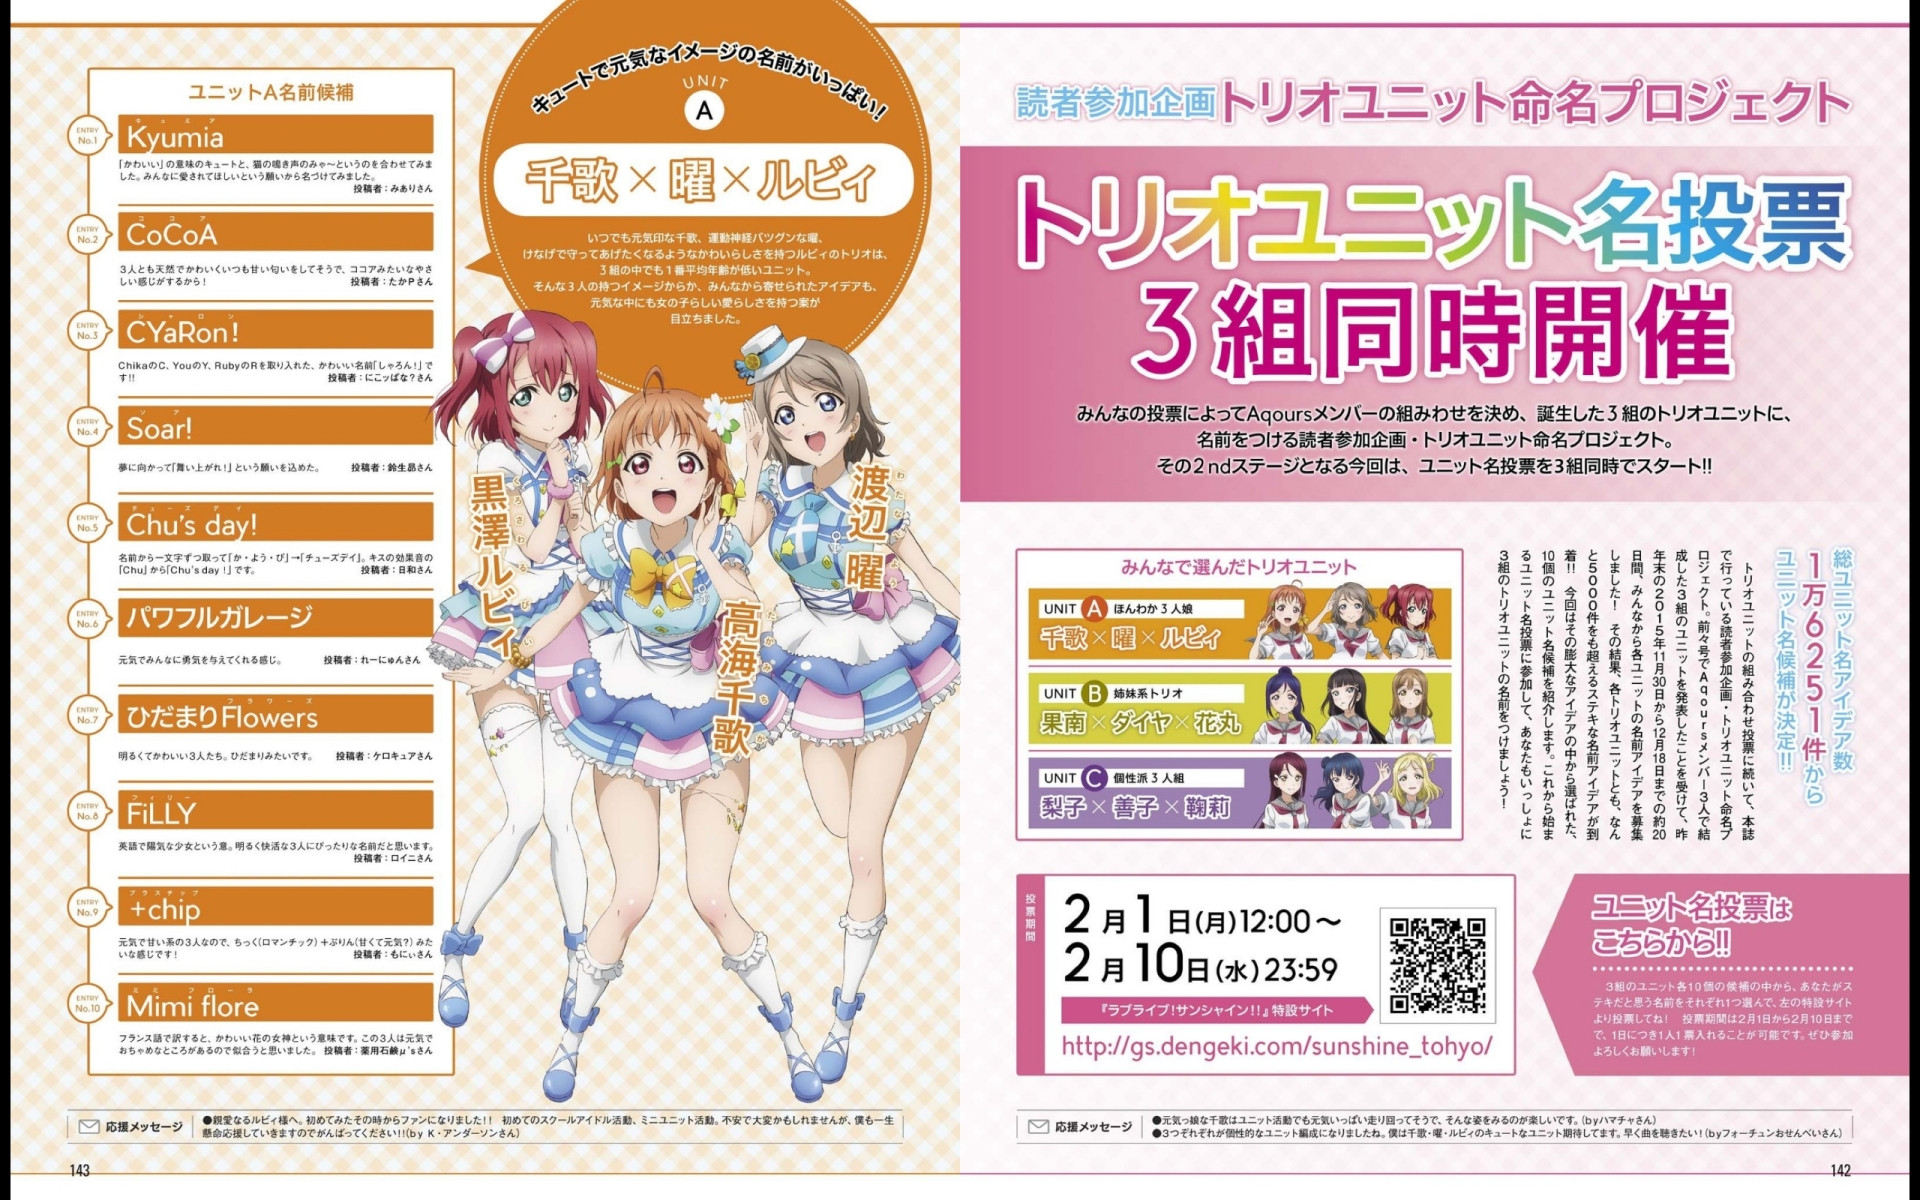 読者参加企画トリオユニット命名プロジェクト
トリオユニット名投票
3組同時開催
みんなの投票によってAqoursメンバーの組みわせを決め、誕生した3組のトリオユニットに、
名前をつける読者参加企画・トリオユニット命名プロジェクト。
その2ndステージとなる今回は、ユニット名投票を3組同時でスタート!!
総ユニット名アイデア数
1万6251件から
ユニット名候補が決定!!
トリオユニットの組み合わせ投票に続いて、本誌
で行っている読者参加企画・トリオユニット命名プ
ロジェクト。前々号でAqoursメンバー3人で結
成した3組のユニットを発表したことを受けて、昨
年末の2015年11月30日から12月18日までの約20
日間、みんなから各ユニットの名前アイデアを募集
しました! その結果、各トリオユニットとも、なん
と5000件をも超えるステキな名前アイデアが到
着!! 今回はその膨大なアイデアの中から選ばれた、
10個のユニット名候補を紹介します。これから始ま
るユニット名投票に参加して、あなたもいっしょに
3組のトリオユニットの名前をつけましょう!
みんなで選んだトリオユニット
UNIT A ほんわか3人娘
千歌×曜×ルビィ
UNIT B 姉妹系トリオ
果南×ダイヤ×花丸
UNIT C 個性派3人組
梨子×善子×鞠莉
投票期間
2月1日(月)12:00〜
2月10日(水)23:59
『ラブライブ!サンシャイン!!』特設サイト
http://gs.dengeki.com/sunshine_tohyo/
ユニット名投票は
こちらから!!
3組のユニット各10個の候補の中から、あなたがス
テキだと思う名前をそれぞれ1つ選んで、左の特設サイト
より投票してね! 投票期間は2月1日から2月10日まで
で、1日につき1人1票入れることが可能です。ぜひ参加
よろしくお願いします!
応援メッセージ
●元気っ娘な千歌はユニット活動でも元気いっぱい走り回ってそうで、そんな姿をみるのが楽しいです。(byハマチャさん)
●3つぞれぞれが個性的なユニット編成になりましたね。僕は千歌・曜・ルビィのキュートなユニット期待してます。早く曲を聴きたい!(byフォーチュンおせんべいさん)
142
キュートで元気なイメージの名前がいっぱい!
UNIT
A
千歌×曜×ルビィ
いつでも元気印な千歌、運動神経バツグンな曜、
けなげで守ってあげたくなるようなかわいらしさを持つルビィのトリオは、
3組の中でも1番平均年齢が低いユニット。
そんな3人の持つイメージからか、みんなから寄せられたアイデアも、
元気な中にも女の子らしい愛らしさを持つ案が
目立ちました。
渡辺 曜
わたなべ よう
高海千歌
たかみちか
黒澤ルビィ
くろさわるびぃ
ユニットA名前候補
ENTRY No.1
キュミア
Kyumia
「かわいい」の意味のキュートと、猫の鳴き声のみゃ〜というのを合わせてみま
した。みんなに愛されてほしいという願いから名づけてみました。
投稿者：みありさん
ENTRY No.2
ココア
CoCoA
3人とも天然でかわいくいつも甘い匂いをしてそうで、ココアみたいなやさ
しい感じがするから! 投稿者：たかPさん
ENTRY No.3
シャロン
CYaRon!
ChikaのC、YouのY、RubyのRを取り入れた、かわいい名前「しゃろん!」で
す!! 投稿者：にこッぱな?さん
ENTRY No.4
ソア
Soar!
夢に向かって「舞い上がれ!」という願いを込めた。 投稿者：鈴生昴さん
ENTRY No.5
チューズデイ
Chu's day!
名前から一文字ずつ取って「か・よう・び」→「チューズデイ」。キスの効果音の
「Chu」から「Chu's day!」です。 投稿者：日和さん
ENTRY No.6
パワフルガレージ
元気でみんなに勇気を与えてくれる感じ。 投稿者：れーにゅんさん
ENTRY No.7
フラワーズ
ひだまりFlowers
明るくてかわいい3人たち。ひだまりみたいです。 投稿者：ケロキュアさん
ENTRY No.8
フィリー
FiLLY
英語で陽気な少女という意。明るく快活な3人にぴったりな名前だと思います。
投稿者：ロイニさん
ENTRY No.9
プラスチップ
+chip
元気で甘い系の3人なので、ちっく(ロマンチック)+ぷりん(甘くて元気?)みた
いな感じです! 投稿者：もにぃさん
ENTRY No.10
ミミフローラ
Mimi flore
フランス語で訳すると、かわいい花の女神という意味です。この3人は元気で
おちゃめなところがあるので似合うと思いました。 投稿者：薬用石鹸μ'sさん
応援メッセージ
●親愛なるルビィ様へ。初めてみたその時からファンになりました!! 初めてのスクールアイドル活動、ミニユニット活動。不安で大変かもしれませんが、僕も一生
懸命応援していきますのでがんばってください!!(by K・アンダーソンさん)
143